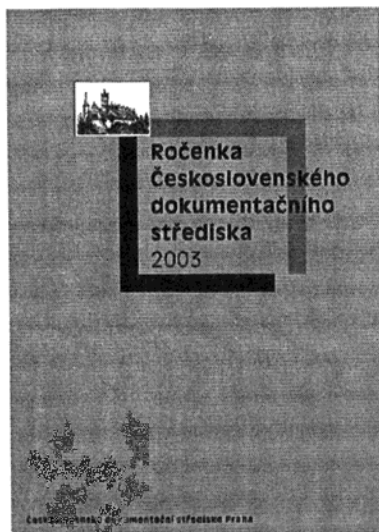 Ročenka
Československého
dokumentačního
střediska
2003
dokumentační středisko Praha